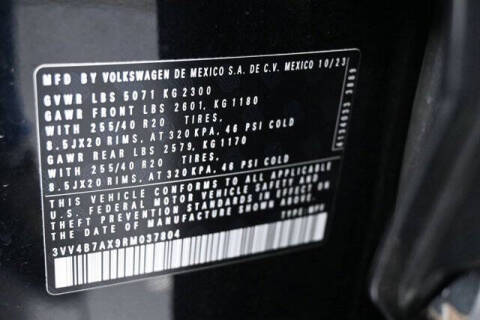 MFD BY VOLKSWAGEN DE MEXICO S.A. DE C.V. MEXICO 10/23
GVWR LBS 5071 KG 2300
GAWR FRONT LBS 2601, KG 1180
WITH 255/40 R20 TIRES,
8.5JX20 RIMS, AT 320 KPA, 46 PSI COLD
GAWR REAR LBS 2579, KG 1170
WITH 255/40 R20 TIRES,
8.5JX20 RIMS, AT 320 KPA, 46 PSI COLD
THIS VEHICLE CONFORMS TO ALL APPLICABLE
U.S. FEDERAL MOTOR VEHICLE SAFETY AND
THEFT PREVENTION STANDARDS IN EFFECT ON
THE DATE OF MANUFACTURE SHOWN ABOVE
3VV4B7AX9RM037804 TYPE: MPV